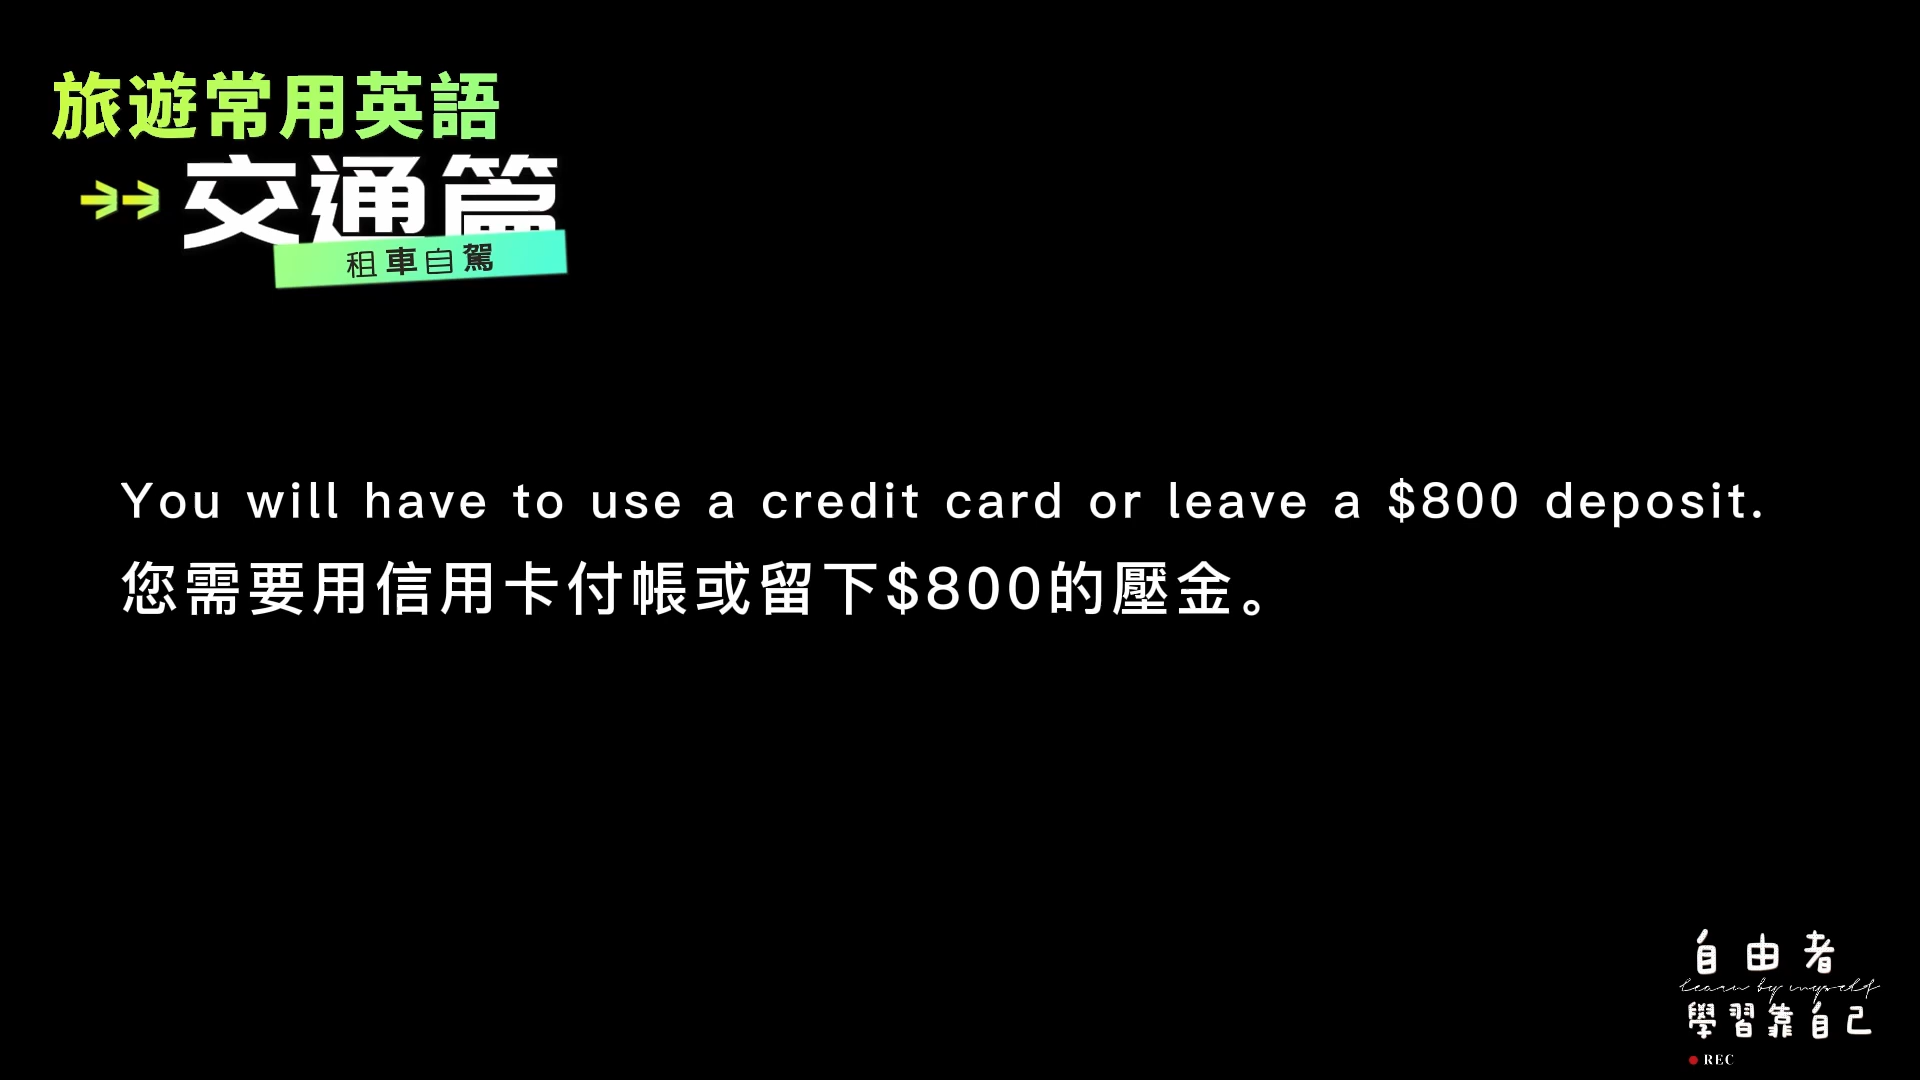 旅遊常用英語
交通篇
租車自駕
You will have to use a credit card or leave a $800 deposit.
您需要用信用卡付帳或留下$800的壓金。
自由者
learn by myself
學習靠自己
REC